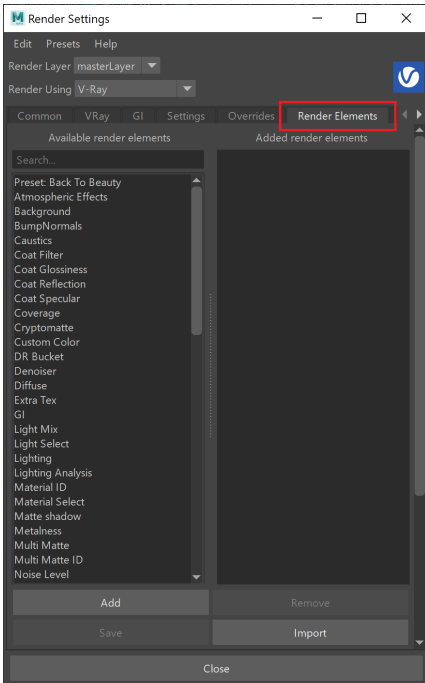 Render Settings
Edit Presets Help
Render Layer masterLayer
Render Using V-Ray
Common VRay GI Settings Overrides Render Elements
Available render elements
Added render elements
Search...
Preset: Back To Beauty
Atmospheric Effects
Background
BumpNormals
Caustics
Coat Filter
Coat Glossiness
Coat Reflection
Coat Specular
Coverage
Cryptomatte
Custom Color
DR Bucket
Denoiser
Diffuse
Extra Tex
GI
Light Mix
Light Select
Lighting
Lighting Analysis
Material ID
Material Select
Matte shadow
Metalness
Multi Matte
Multi Matte ID
Noise Level
Add Remove
Save Import
Close